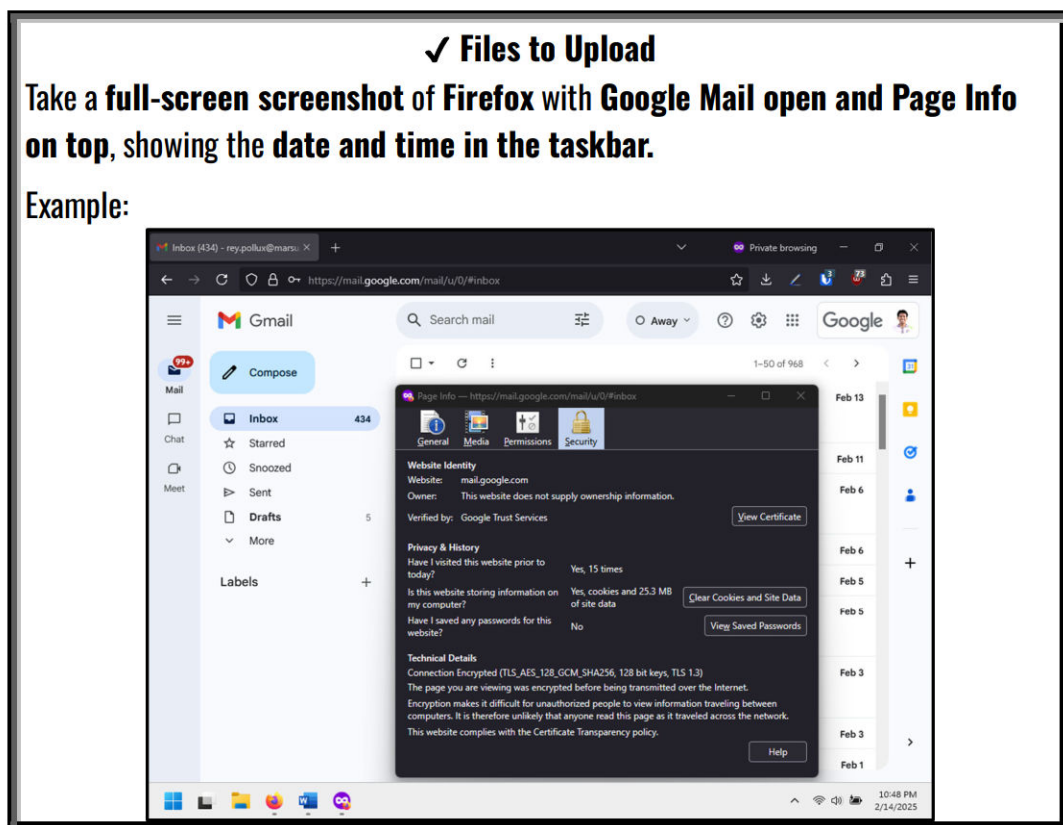 ✓ Files to Upload
Take a full-screen screenshot of Firefox with Google Mail open and Page Info
on top, showing the date and time in the taskbar.
Example:
Inbox (434) - rey.pollux@marsu
Private browsing
https://mail.google.com/mail/u/0/#inbox
3
73
Gmail
Search mail
Away
Google
99+
Mail
Compose
1–50 of 968
Chat
Meet
Inbox 434
Starred
Snoozed
Sent
Drafts 5
More
Labels
Page Info — https://mail.google.com/mail/u/0/#inbox
General Media Permissions Security
Website Identity
Website: mail.google.com
Owner: This website does not supply ownership information.
Verified by: Google Trust Services
View Certificate
Privacy & History
Have I visited this website prior to
today?
Yes, 15 times
Is this website storing information on
my computer?
Yes, cookies and 25.3 MB
of site data
Clear Cookies and Site Data
Have I saved any passwords for this
website?
No
View Saved Passwords
Technical Details
Connection Encrypted (TLS_AES_128_GCM_SHA256, 128 bit keys, TLS 1.3)
The page you are viewing was encrypted before being transmitted over the Internet.
Encryption makes it difficult for unauthorized people to view information traveling between
computers. It is therefore unlikely that anyone read this page as it traveled across the network.
This website complies with the Certificate Transparency policy.
Help
Feb 13
Feb 11
Feb 6
Feb 6
Feb 5
Feb 5
Feb 3
Feb 3
Feb 1
10:48 PM
2/14/2025